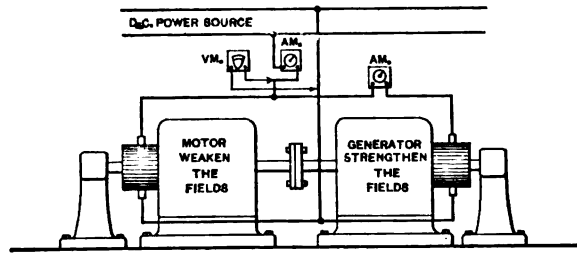 D.C. POWER SOURCE
AM.
VM.
AM.
MOTOR
WEAKEN
THE
FIELDS
GENERATOR
STRENGTHEN
THE
FIELDS